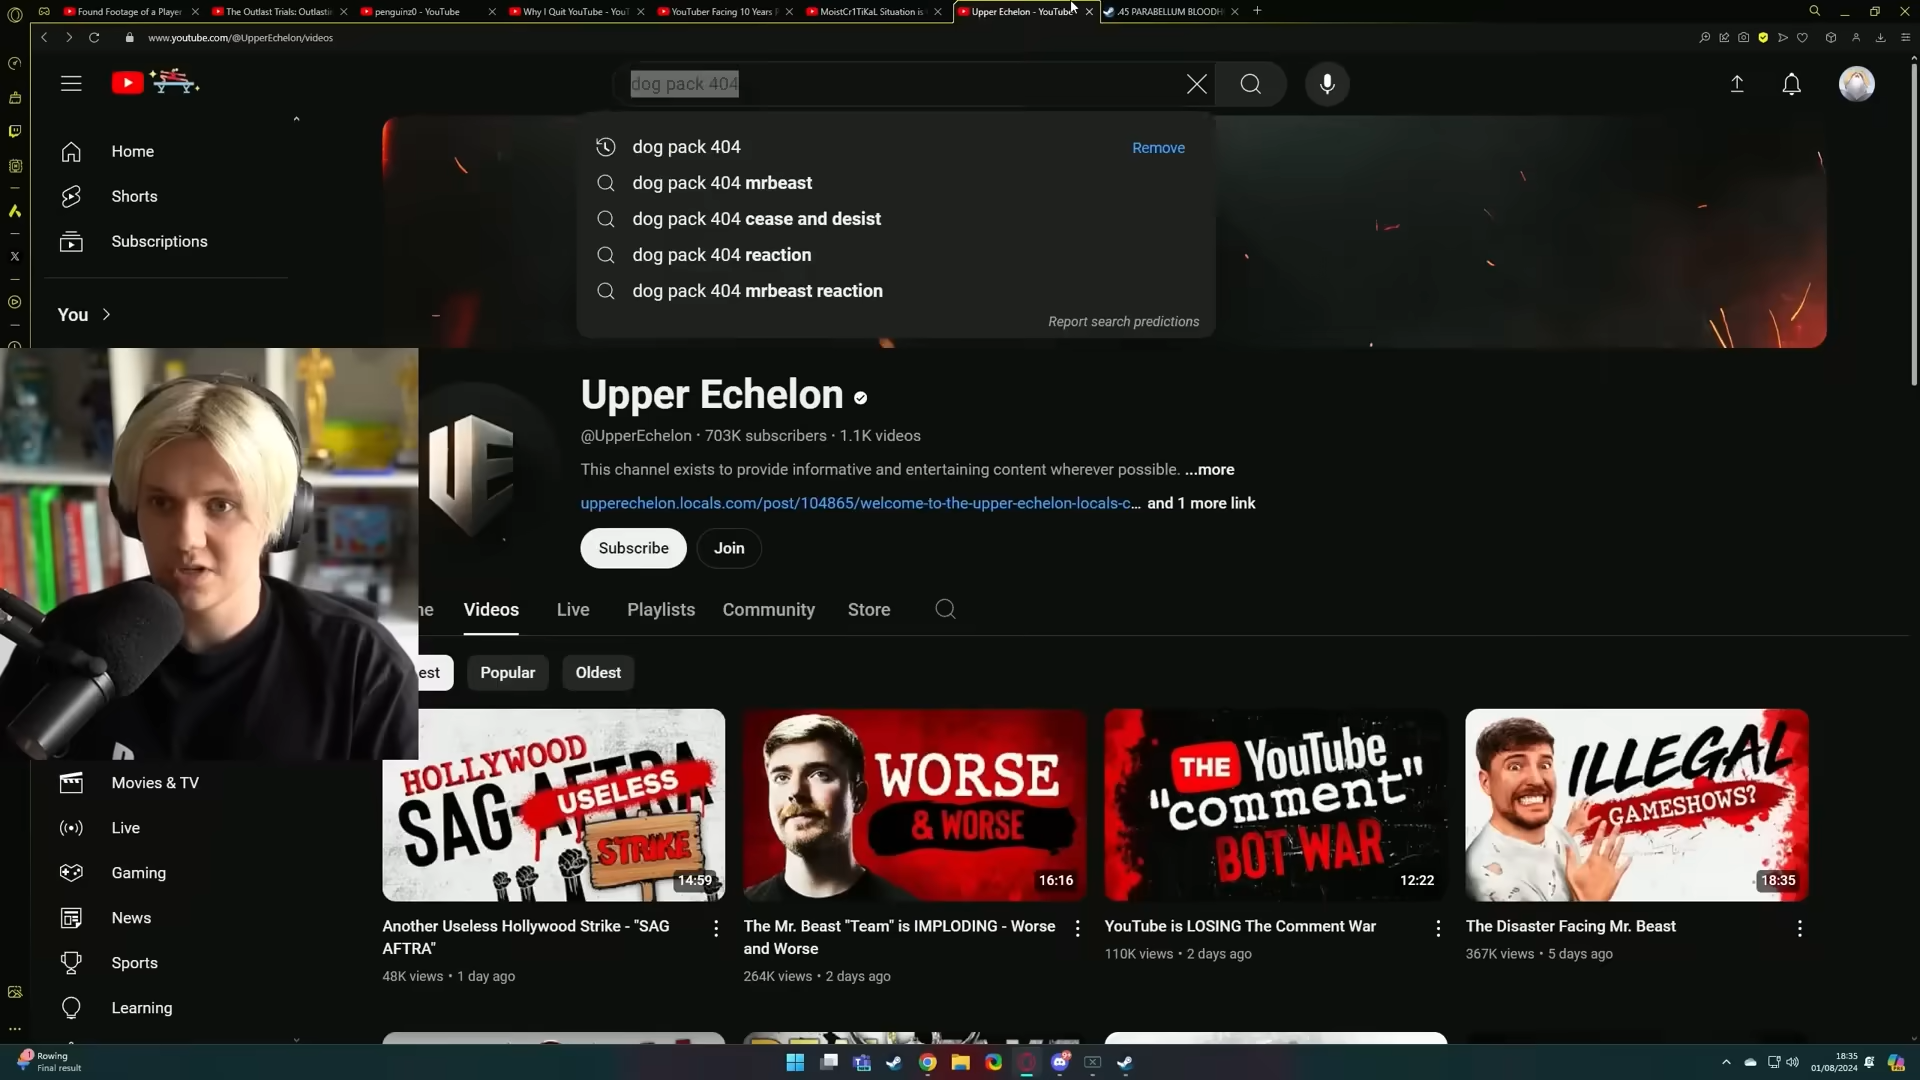 Found Footage of a Player
The Outlast Trials: Outlasti
penguinz0 - YouTube
Why I Quit YouTube - You
YouTuber Facing 10 Years
MoistCr1TiKaL Situation is
Upper Echelon - YouTube
.45 PARABELLUM BLOODH
www.youtube.com/@UpperEchelon/videos
dog pack 404
Home
Shorts
Subscriptions
You
dog pack 404
Remove
dog pack 404 mrbeast
dog pack 404 cease and desist
dog pack 404 reaction
dog pack 404 mrbeast reaction
Report search predictions
UE
Upper Echelon
@UpperEchelon · 703K subscribers · 1.1K videos
This channel exists to provide informative and entertaining content wherever possible. ...more
upperechelon.locals.com/post/104865/welcome-to-the-upper-echelon-locals-c... and 1 more link
Subscribe
Join
me
Videos
Live
Playlists
Community
Store
est
Popular
Oldest
HOLLYWOOD
SAG-AFTRA
USELESS
STRIKE
14:59
WORSE
& WORSE
16:16
THE YouTube
"comment"
BOT WAR
12:22
ILLEGAL
GAMESHOWS?
18:35
Another Useless Hollywood Strike - "SAG
AFTRA"
48K views • 1 day ago
The Mr. Beast "Team" is IMPLODING - Worse
and Worse
264K views • 2 days ago
YouTube is LOSING The Comment War
110K views • 2 days ago
The Disaster Facing Mr. Beast
367K views • 5 days ago
Movies & TV
Live
Gaming
News
Sports
Learning
Rowing
Final result
18:35
01/08/2024